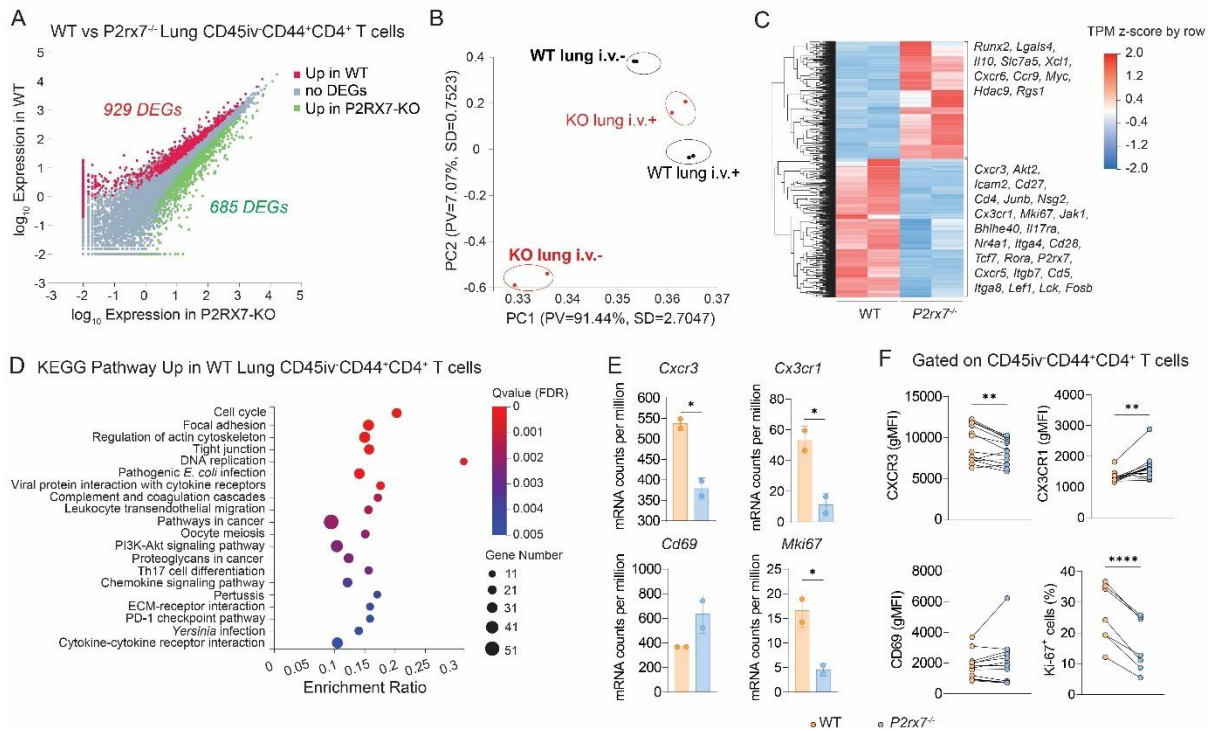 A
WT vs P2rx7-/- Lung CD45iv-CD44+CD4+ T cells
log10 Expression in WT
5
4
3
2
1
0
-1
-2
929 DEGs
685 DEGs
Up in WT
no DEGs
Up in P2RX7-KO
-2 -1 0 1 2 3 4 5
log10 Expression in P2RX7-KO
B
PC2 (PV=7.07%, SD=0.7523)
0.4
0.2
0
-0.2
-0.4
-0.6
WT lung i.v.-
KO lung i.v.+
WT lung i.v.+
KO lung i.v.-
0.33 0.34 0.35 0.36 0.37
PC1 (PV=91.44%, SD=2.7047)
C
Runx2, Lgals4,
Il10, Slc7a5, Xcl1,
Cxcr6, Ccr9, Myc,
Hdac9, Rgs1
Cxcr3, Akt2,
Icam2, Cd27,
Cd4, Junb, Nsg2,
Cx3cr1, Mki67, Jak1,
Bhlhe40, Il17ra,
Nr4a1, Itga4, Cd28,
Tcf7, Rora, P2rx7,
Cxcr5, Itgb7, Cd5,
Itga8, Lef1, Lck, Fosb
WT P2rx7-/-
TPM z-score by row
2.0
1.0
0.0
-1.0
-2.0
D KEGG Pathway Up in WT Lung CD45iv-CD44+CD4+ T cells
Cell cycle
Focal adhesion
Regulation of actin cytoskeleton
Tight junction
DNA replication
Pathogenic E. coli infection
Viral protein interaction with cytokine receptors
Complement and coagulation cascades
Leukocyte transendothelial migration
Pathways in cancer
Oocyte meiosis
PI3K-Akt signaling pathway
Proteoglycans in cancer
Th17 cell differentiation
Chemokine signaling pathway
Pertussis
ECM-receptor interaction
PD-1 checkpoint pathway
Yersinia infection
Cytokine-cytokine receptor interaction
0 0.05 0.1 0.15 0.2 0.25 0.3
Enrichment Ratio
Qvalue (FDR)
0
0.001
0.002
0.003
0.004
0.005
Gene Number
11
21
31
41
51
E
Cxcr3
mRNA counts per million
600
550
500
450
400
350
300
*
Cx3cr1
mRNA counts per million
80
60
40
20
0
*
Cd69
mRNA counts per million
1000
800
600
400
200
0
Mki67
mRNA counts per million
25
20
15
10
5
0
*
F Gated on CD45iv-CD44+CD4+ T cells
CXCR3 (gMFI)
15000
10000
5000
0
**
CX3CR1 (gMFI)
4000
3000
2000
1000
0
**
CD69 (gMFI)
8000
6000
4000
2000
0
Ki-67+ cells (%)
40
30
20
10
0
****
WT P2rx7-/-